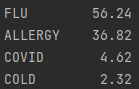 FLU 56.24
ALLERGY 36.82
COVID 4.62
COLD 2.32